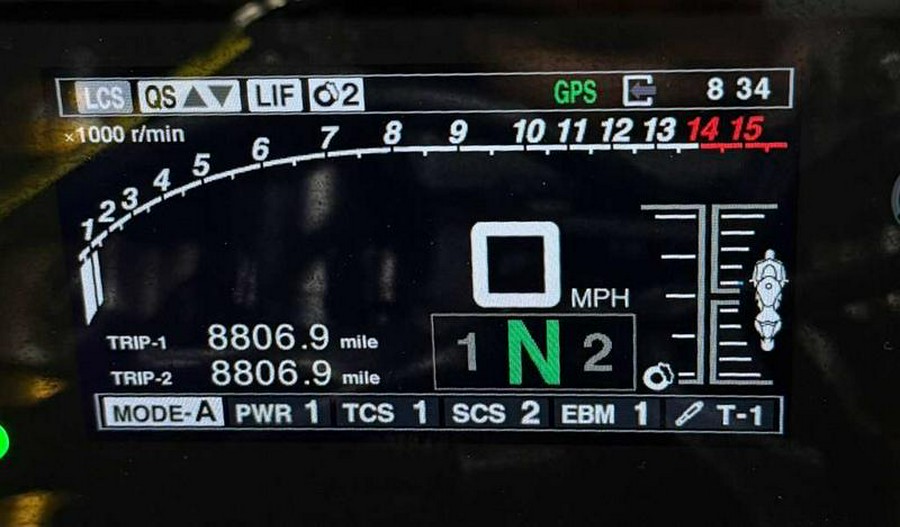 LCS QS LIF 2 GPS 8 34
×1000 r/min
1 2 3 4 5 6 7 8 9 10 11 12 13 14 15
0 MPH
TRIP-1 8806.9 mile
1 N 2
TRIP-2 8806.9 mile
MODE-A PWR 1 TCS 1 SCS 2 EBM 1 T-1